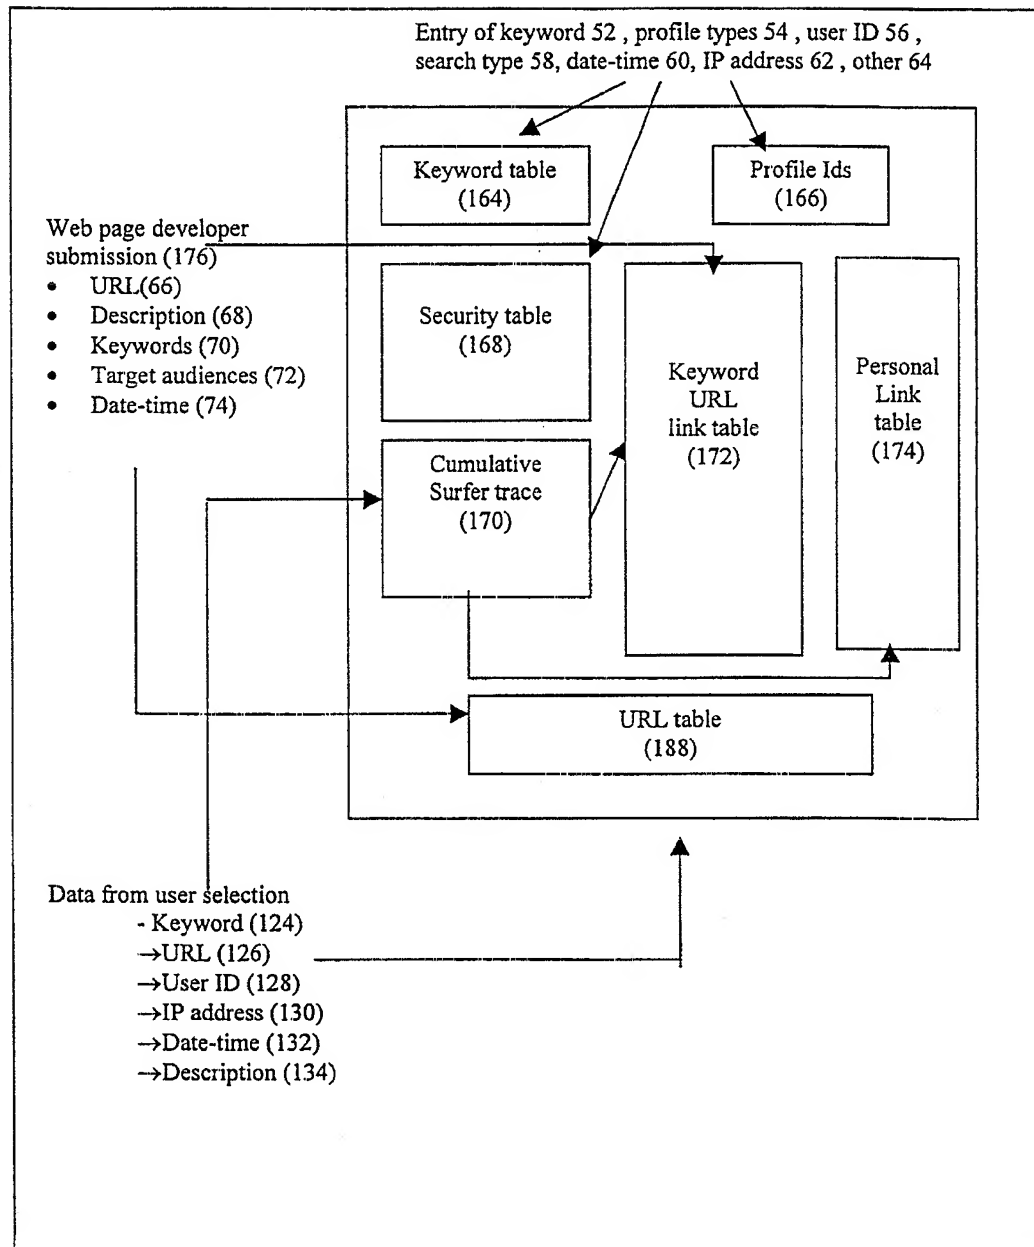 Entry of keyword 52 , profile types 54 , user ID 56 ,
search type 58, date-time 60, IP address 62 , other 64
Keyword table
(164)
Profile Ids
(166)
Web page developer
submission (176)
• URL(66)
• Description (68)
• Keywords (70)
• Target audiences (72)
• Date-time (74)
Security table
(168)
Keyword
URL
link table
(172)
Personal
Link
table
(174)
Cumulative
Surfer trace
(170)
URL table
(188)
Data from user selection
- Keyword (124)
→URL (126)
→User ID (128)
→IP address (130)
→Date-time (132)
→Description (134)